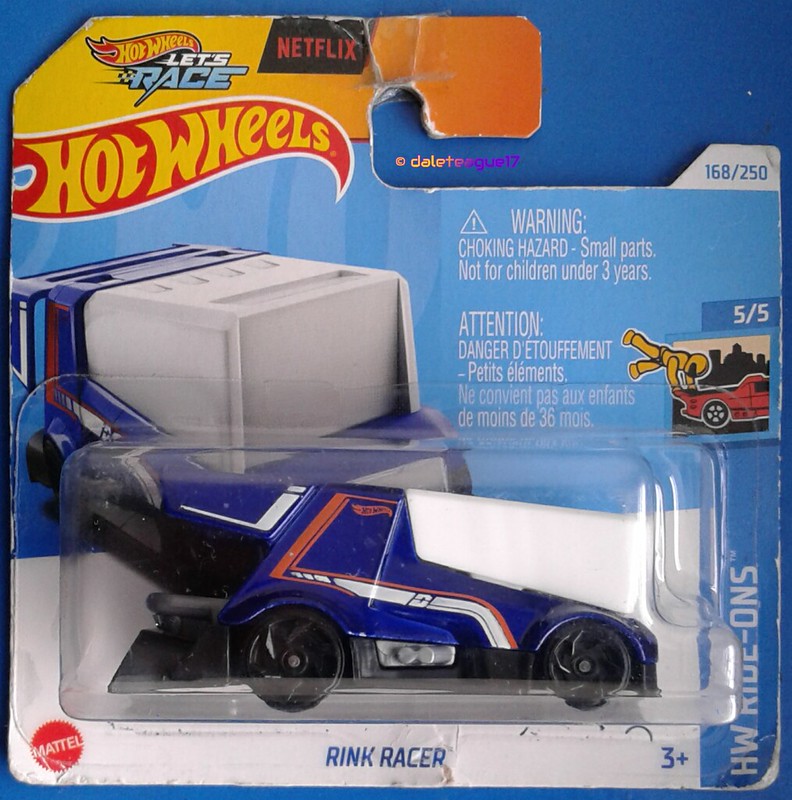 HOT WHEELS
LET'S
RACE
NETFLIX
HOT WHEELS
© daleteague17
168/250
WARNING:
CHOKING HAZARD - Small parts.
Not for children under 3 years.
5/5
ATTENTION:
DANGER D'ETOUFFEMENT
- Petits éléments.
Ne convient pas aux enfants
de moins de 36 mois.
HW RIDE-ONS™
MATTEL
RINK RACER™
3+